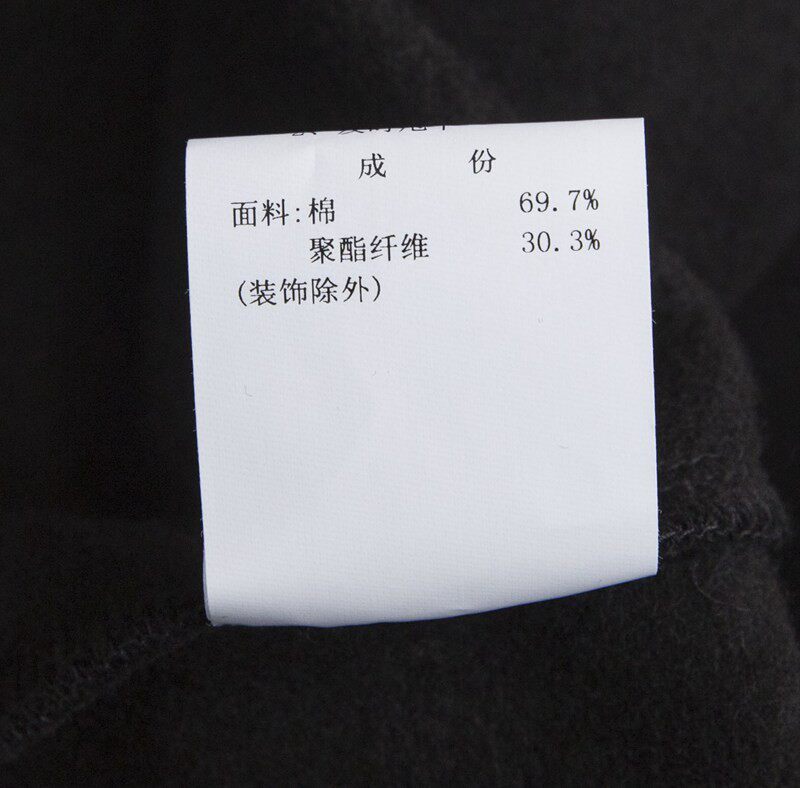 成 份
面料:棉 69.7%
聚酯纤维 30.3%
(装饰除外)